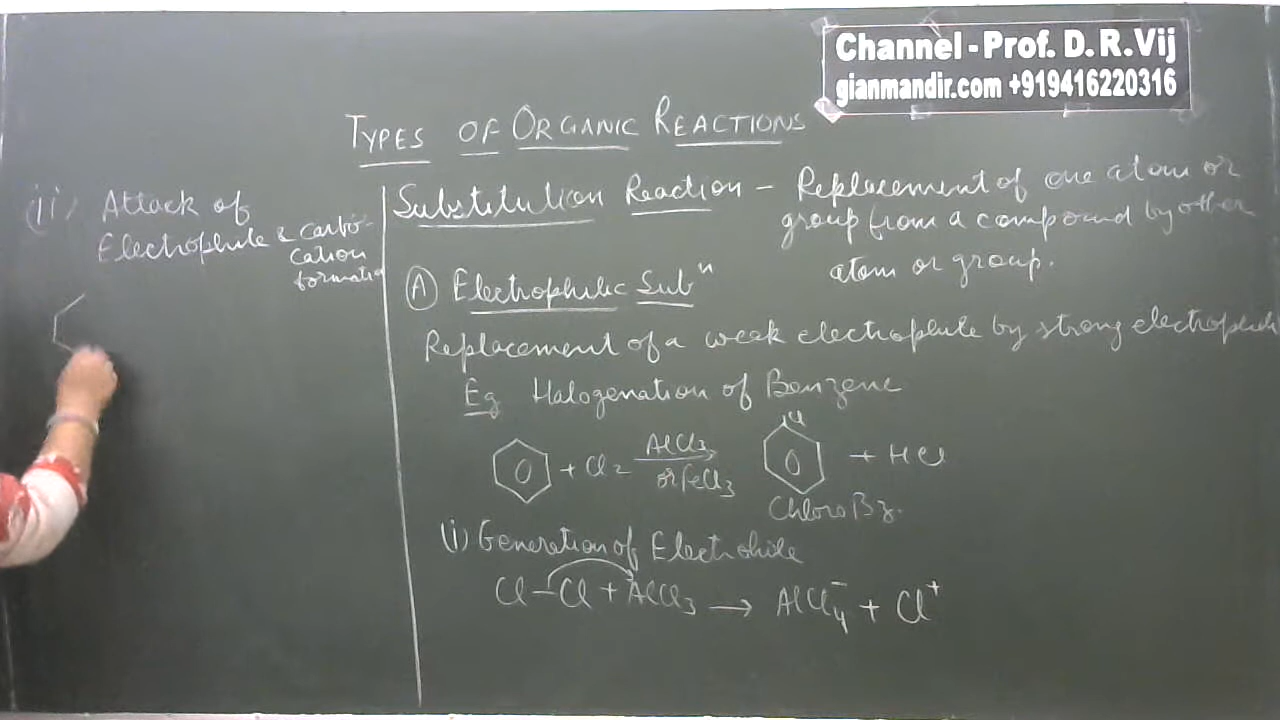 Channel - Prof. D. R. Vij
gianmandir.com +919416220316
TYPES OF ORGANIC REACTIONS
(ii) Attack of
Electrophile & carbo-
cation
formatio
Substitution Reaction - Replacement of one atom or
group from a compound by other
atom or group.
(A) Electrophilic Subⁿ
Replacement of a weak electrophile by strong electrophile
Eg Halogenation of Benzene
+ Cl₂ AlCl₃ or FeCl₃ → Cl + HCl
Chloro Bz.
(i) Generation of Electrohile
Cl – Cl + AlCl₃ → AlCl₄⁻ + Cl⁺